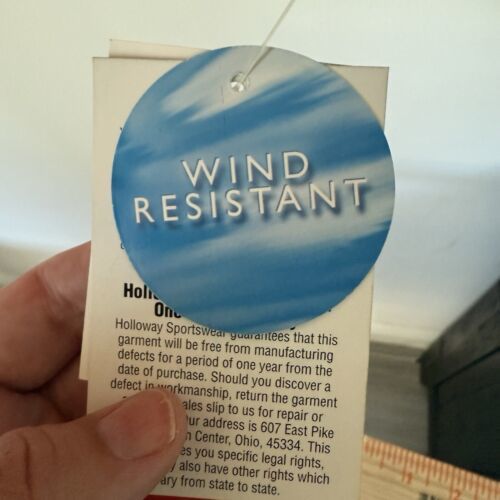 WIND
RESISTANT
Holloway Sportswear guarantees that this
garment will be free from manufacturing
defects for a period of one year from the
date of purchase. Should you discover a
defect in workmanship, return the garment
ales slip to us for repair or
ur address is 607 East Pike
n Center, Ohio, 45334. This
es you specific legal rights,
also have other rights which
ary from state to state.